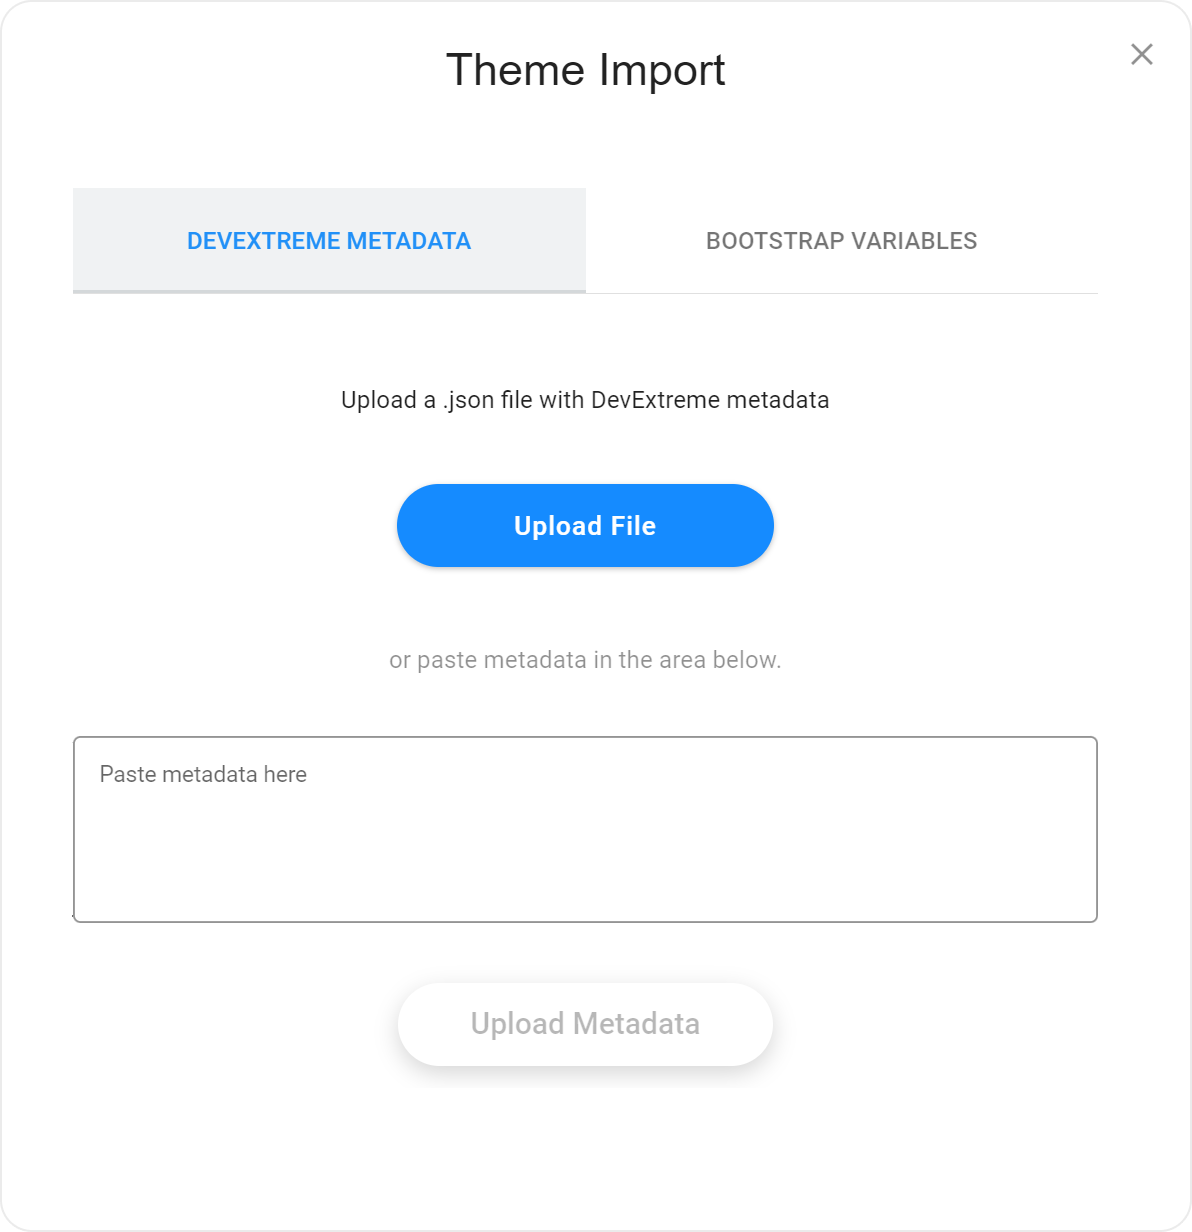 Theme Import
DEVEXTREME METADATA
BOOTSTRAP VARIABLES
Upload a .json file with DevExtreme metadata
Upload File
or paste metadata in the area below.
Paste metadata here
Upload Metadata